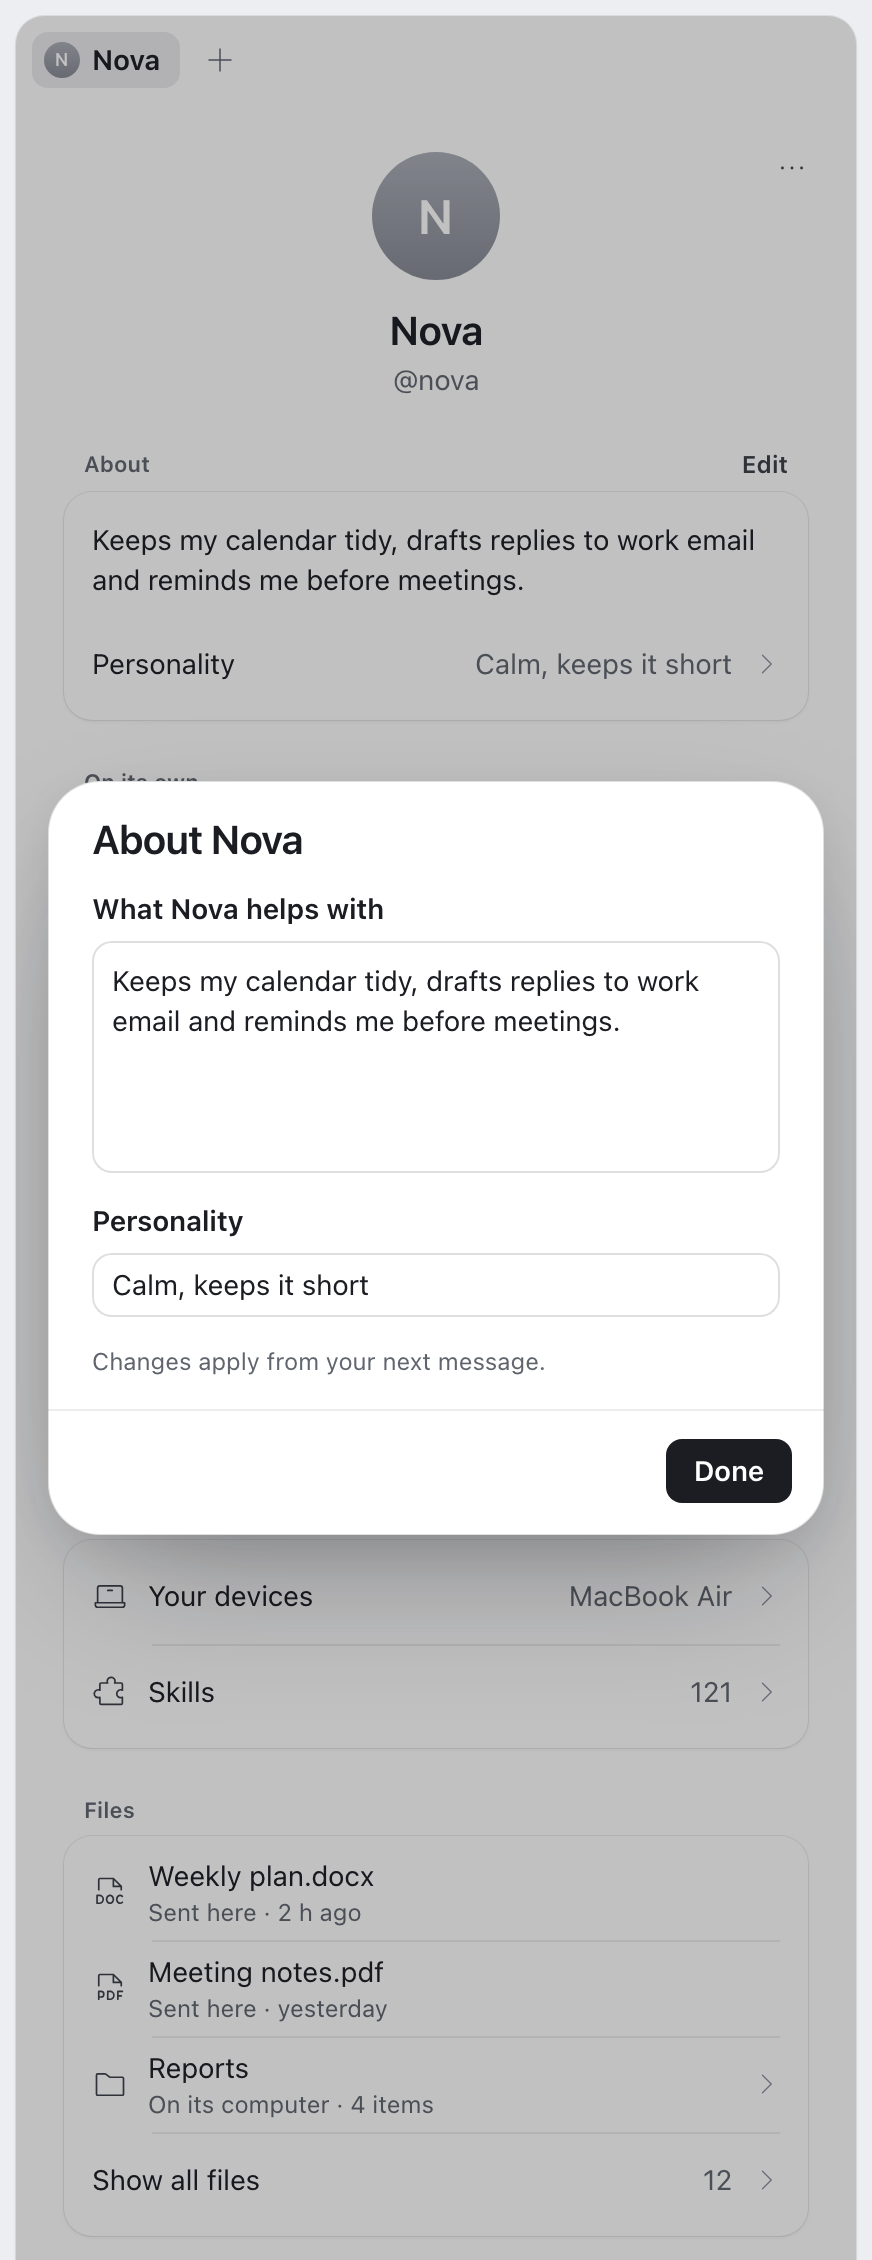 N Nova
N
Nova
@nova
About Edit
Keeps my calendar tidy, drafts replies to work email
and reminds me before meetings.
Personality Calm, keeps it short
On its own
About Nova
What Nova helps with
Keeps my calendar tidy, drafts replies to work
email and reminds me before meetings.
Personality
Calm, keeps it short
Changes apply from your next message.
Done
Your devices MacBook Air
Skills 121
Files
DOC Weekly plan.docx
Sent here · 2 h ago
PDF Meeting notes.pdf
Sent here · yesterday
Reports
On its computer · 4 items
Show all files 12